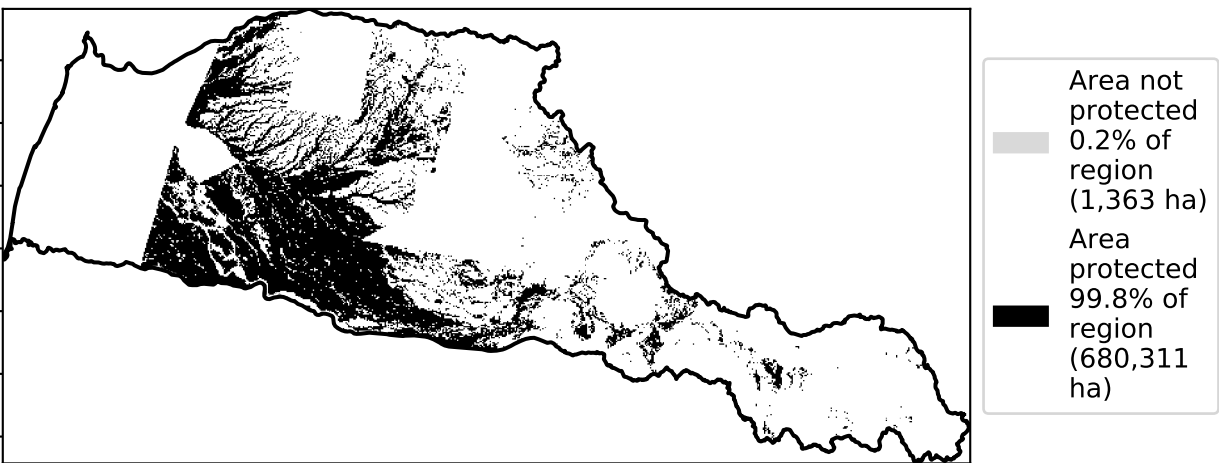 Area not
protected
0.2% of
region
(1,363 ha)
Area
protected
99.8% of
region
(680,311
ha)